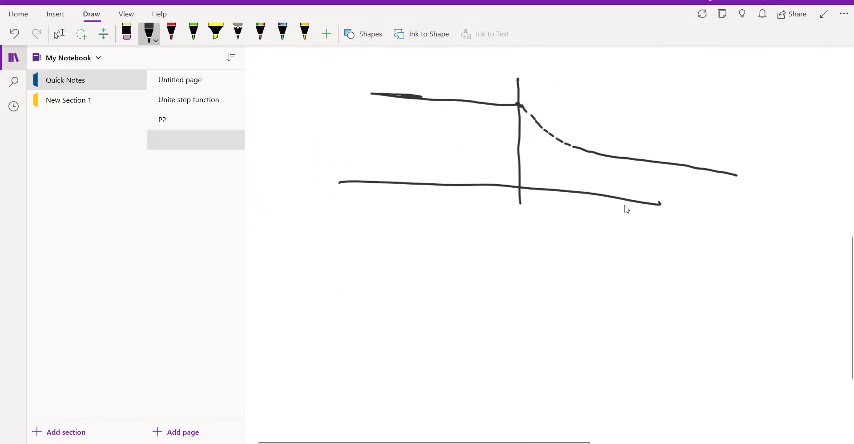 Home Insert Draw View Help Share
Shapes Ink to Shape Ink to Text
My Notebook
Quick Notes Untitled page
New Section 1 Unite step function
P2
Add section Add page